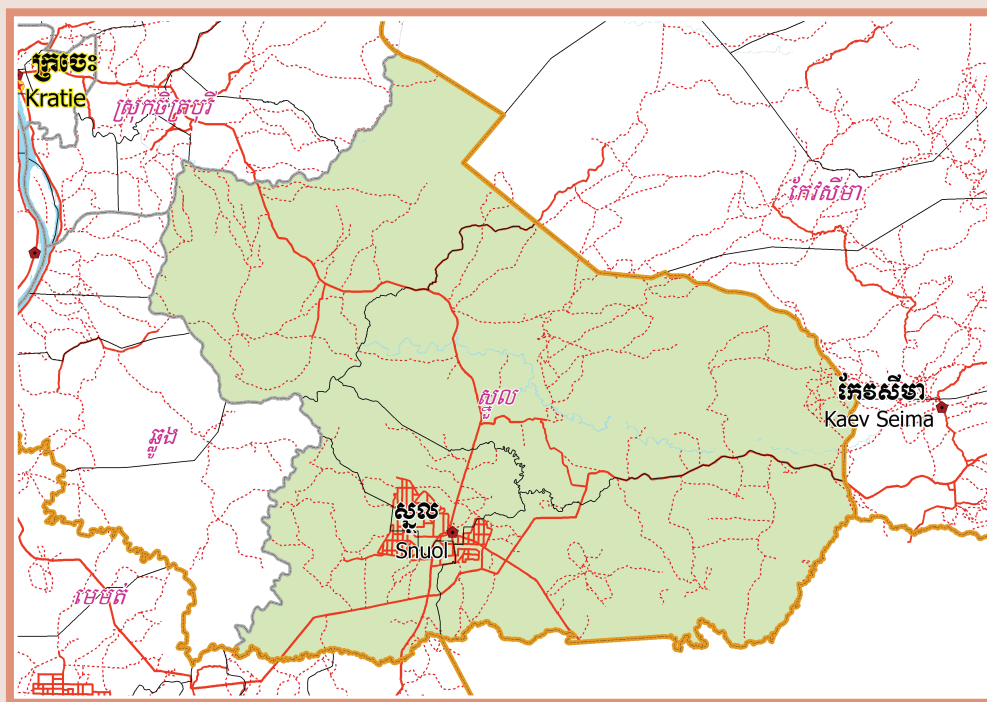 ក្រចេះ
Kratie
ស្រុកចិត្របុរី
កែវសីមា
កែវសីមា
Kaev Seima
ស្នួល
ឆ្លូង
ស្នួល
Snuol
មេមត់